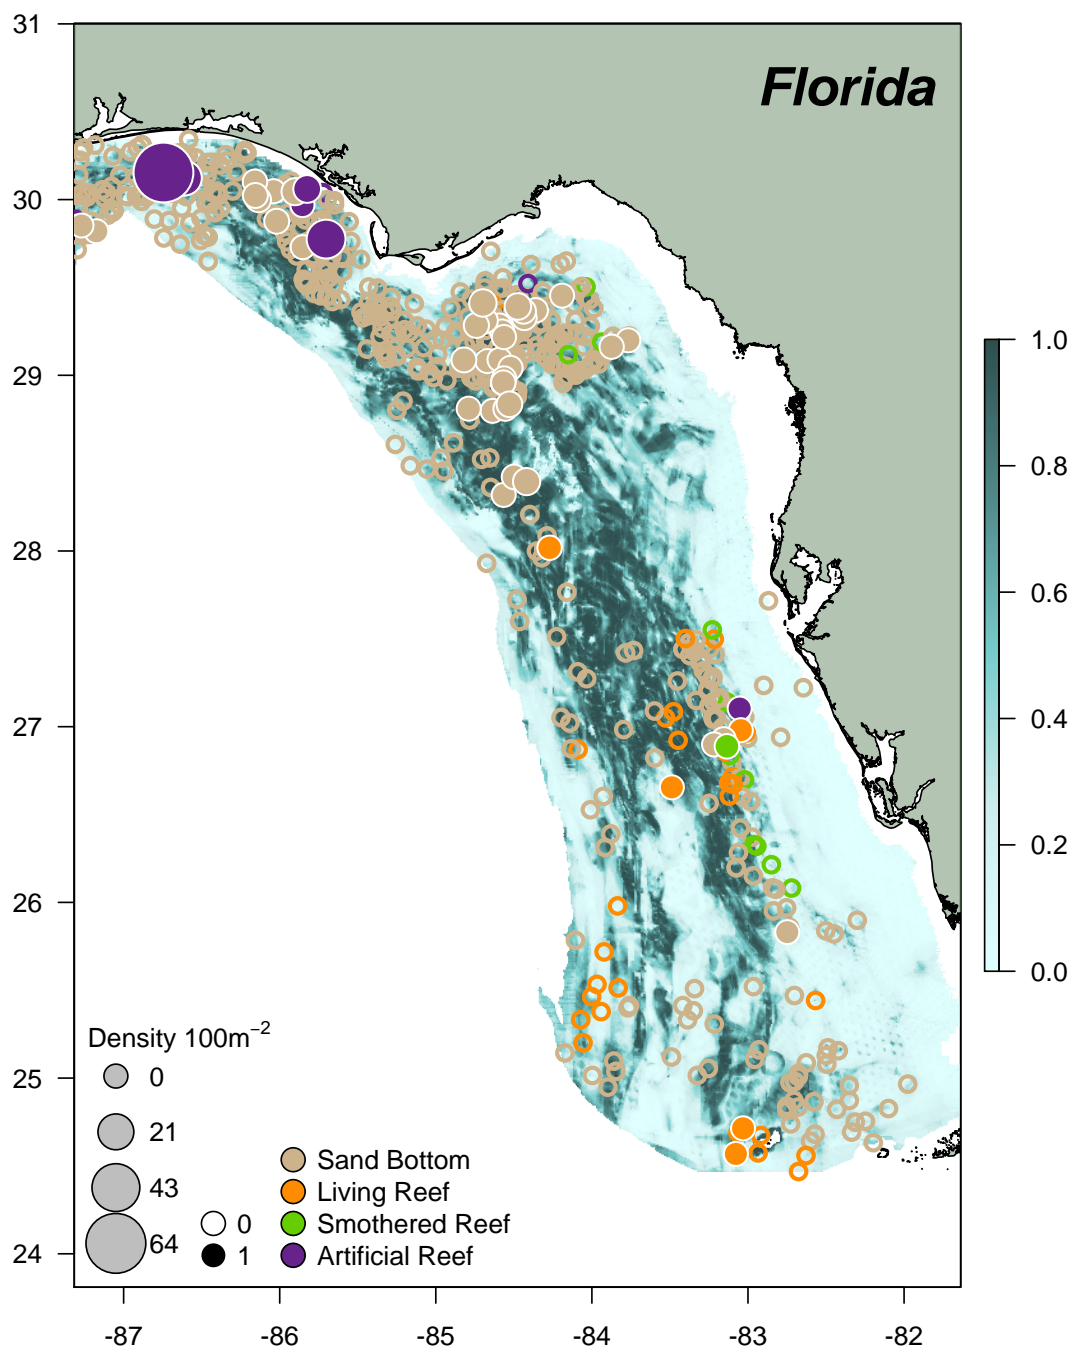 Florida
31
30
29
28
27
26
25
24
1.0
0.8
0.6
0.4
0.2
0.0
Density 100m−2
0
21
43
64
0
1
Sand Bottom
Living Reef
Smothered Reef
Artificial Reef
-87 -86 -85 -84 -83 -82